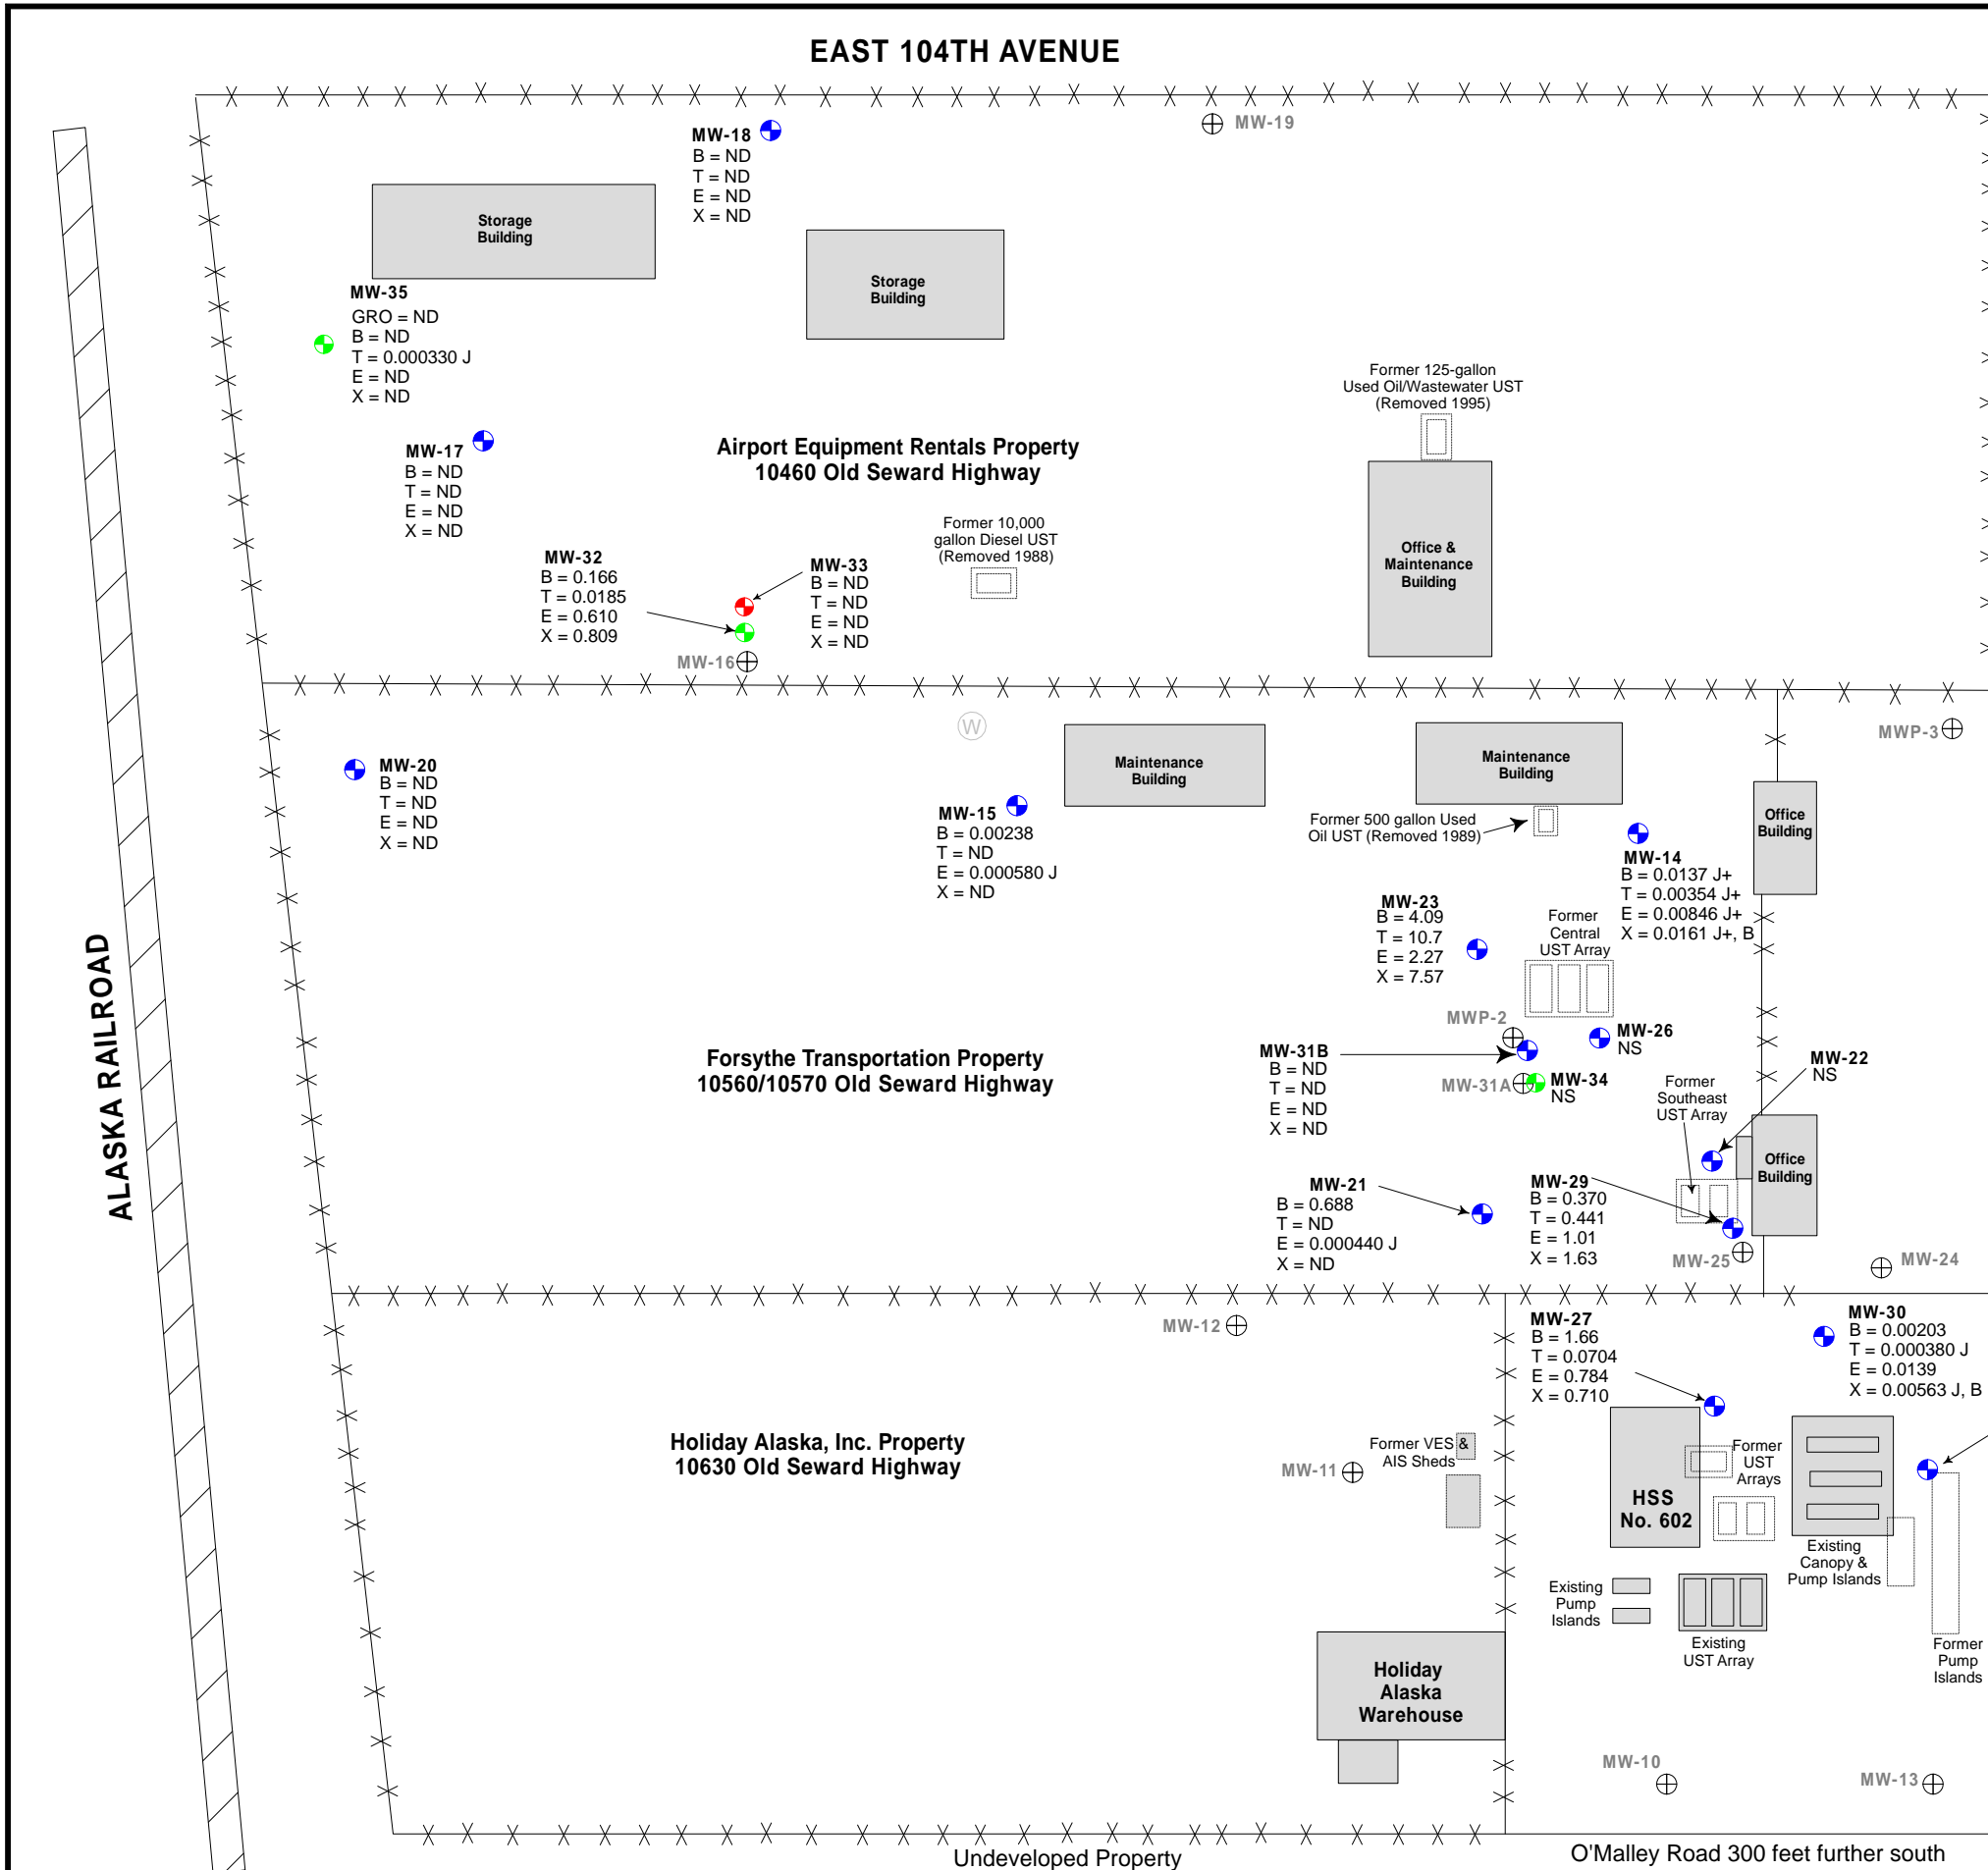 EAST 104TH AVENUE
MW-18
B = ND
T = ND
E = ND
X = ND
MW-19
Storage
Building
Storage
Building
MW-35
GRO = ND
B = ND
T = 0.000330 J
E = ND
X = ND
MW-17
B = ND
T = ND
E = ND
X = ND
Airport Equipment Rentals Property
10460 Old Seward Highway
Former 125-gallon
Used Oil/Wastewater UST
(Removed 1995)
Office &
Maintenance
Building
Former 10,000
gallon Diesel UST
(Removed 1988)
MW-32
B = 0.166
T = 0.0185
E = 0.610
X = 0.809
MW-33
B = ND
T = ND
E = ND
X = ND
MW-16
W
MWP-3
MW-20
B = ND
T = ND
E = ND
X = ND
MW-15
B = 0.00238
T = ND
E = 0.000580 J
X = ND
Maintenance
Building
Maintenance
Building
Former 500 gallon Used
Oil UST (Removed 1989)
Office
Building
MW-14
B = 0.0137 J+
T = 0.00354 J+
E = 0.00846 J+
X = 0.0161 J+, B
MW-23
B = 4.09
T = 10.7
E = 2.27
X = 7.57
Former
Central
UST Array
ALASKA RAILROAD
Forsythe Transportation Property
10560/10570 Old Seward Highway
MWP-2
MW-26
NS
MW-31B
B = ND
T = ND
E = ND
X = ND
MW-31A
MW-34
NS
MW-22
NS
Former
Southeast
UST Array
Office
Building
MW-21
B = 0.688
T = ND
E = 0.000440 J
X = ND
MW-29
B = 0.370
T = 0.441
E = 1.01
X = 1.63
MW-25
MW-24
MW-12
MW-27
B = 1.66
T = 0.0704
E = 0.784
X = 0.710
MW-30
B = 0.00203
T = 0.000380 J
E = 0.0139
X = 0.00563 J, B
Holiday Alaska, Inc. Property
10630 Old Seward Highway
Former VES &
AIS Sheds
MW-11
HSS
No. 602
Former
UST
Arrays
Existing
Canopy &
Pump Islands
Existing
Pump
Islands
Existing
UST Array
Former
Pump
Islands
Holiday
Alaska
Warehouse
MW-10
MW-13
Undeveloped Property
O'Malley Road 300 feet further south